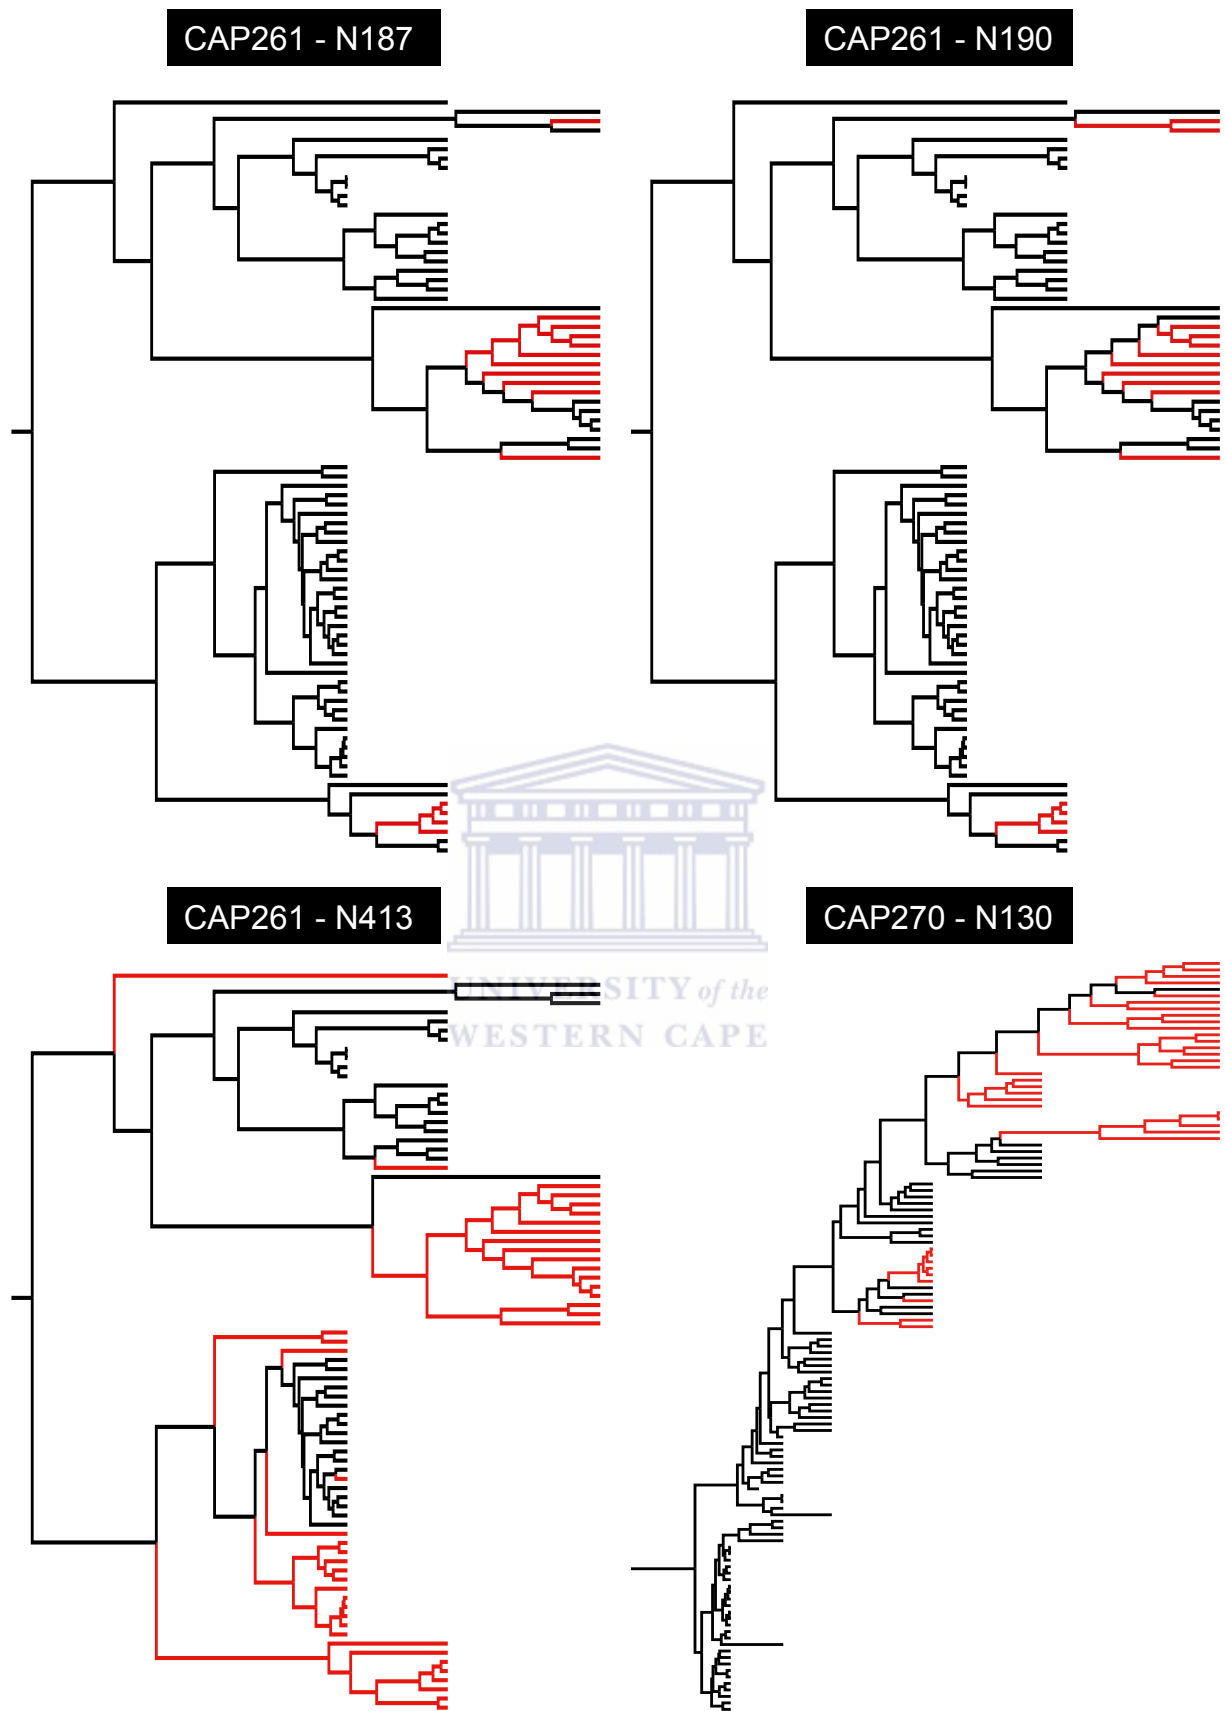 CAP261 - N187
CAP261 - N190
CAP261 - N413
CAP270 - N130
UNIVERSITY of the
WESTERN CAPE